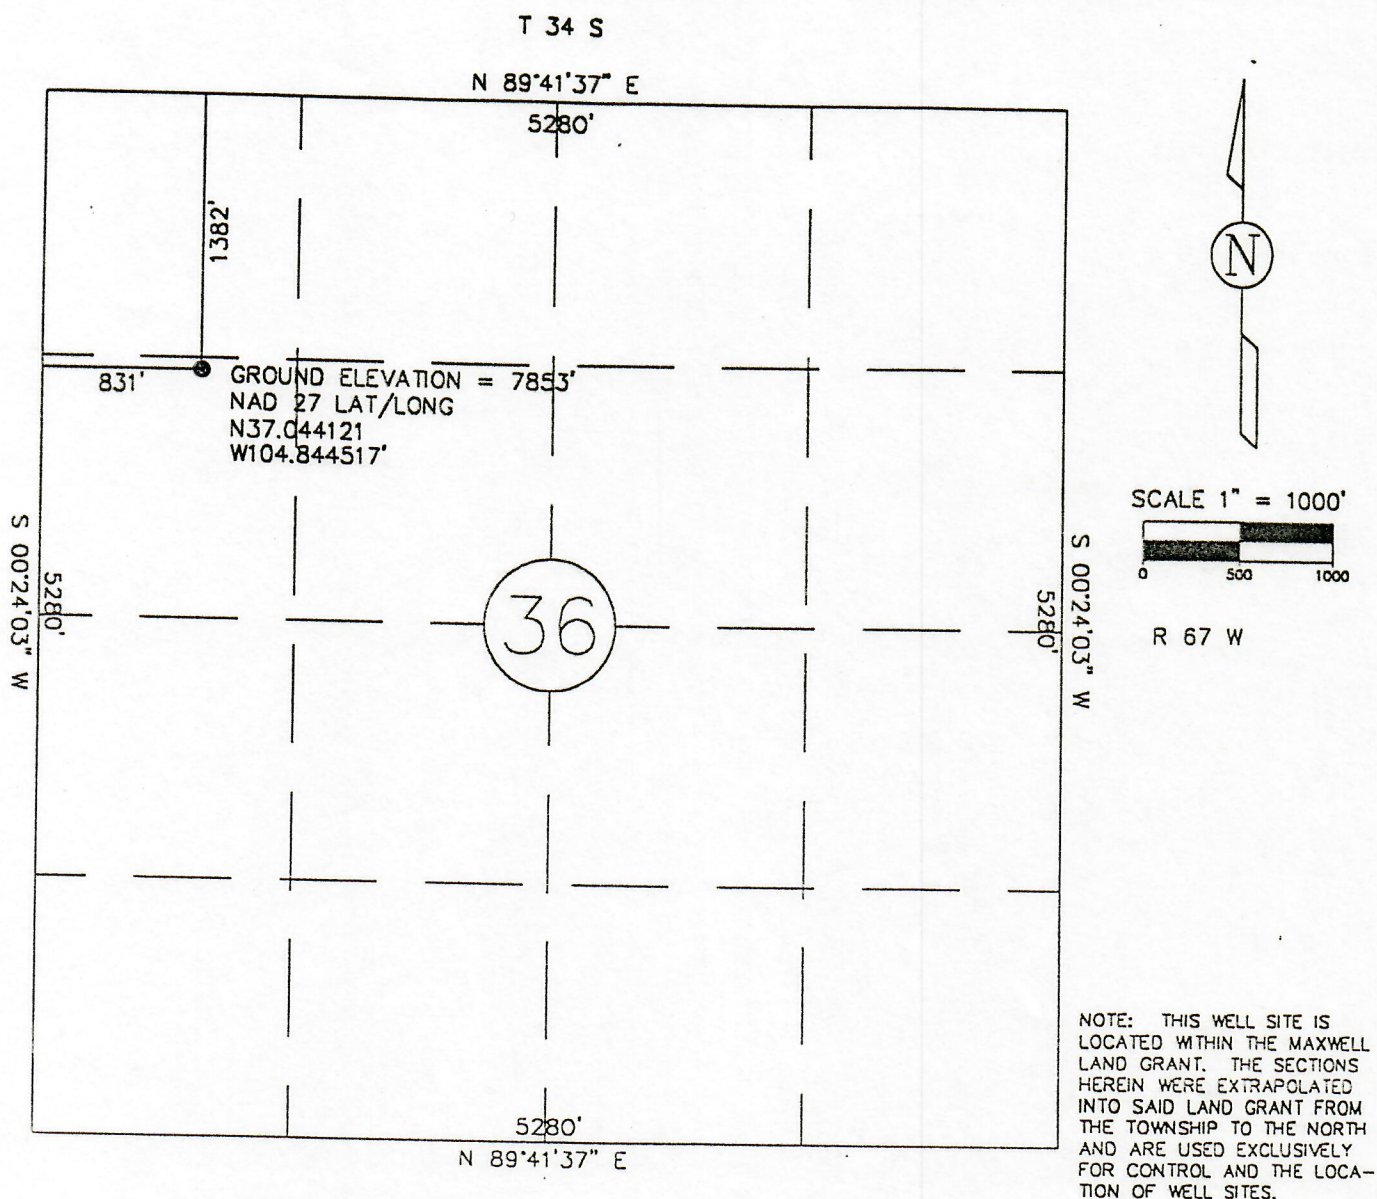 T 34 S
N 89°41'37" E
5280'
1382'
831'
GROUND ELEVATION = 7853'
NAD 27 LAT/LONG
N37.044121
W104.844517'
N
SCALE 1" = 1000'
0 500 1000
R 67 W
S 00°24'03" W
5280'
36
5280'
S 00°24'03" W
5280'
N 89°41'37" E
NOTE: THIS WELL SITE IS
LOCATED WITHIN THE MAXWELL
LAND GRANT. THE SECTIONS
HEREIN WERE EXTRAPOLATED
INTO SAID LAND GRANT FROM
THE TOWNSHIP TO THE NORTH
AND ARE USED EXCLUSIVELY
FOR CONTROL AND THE LOCA-
TION OF WELL SITES.